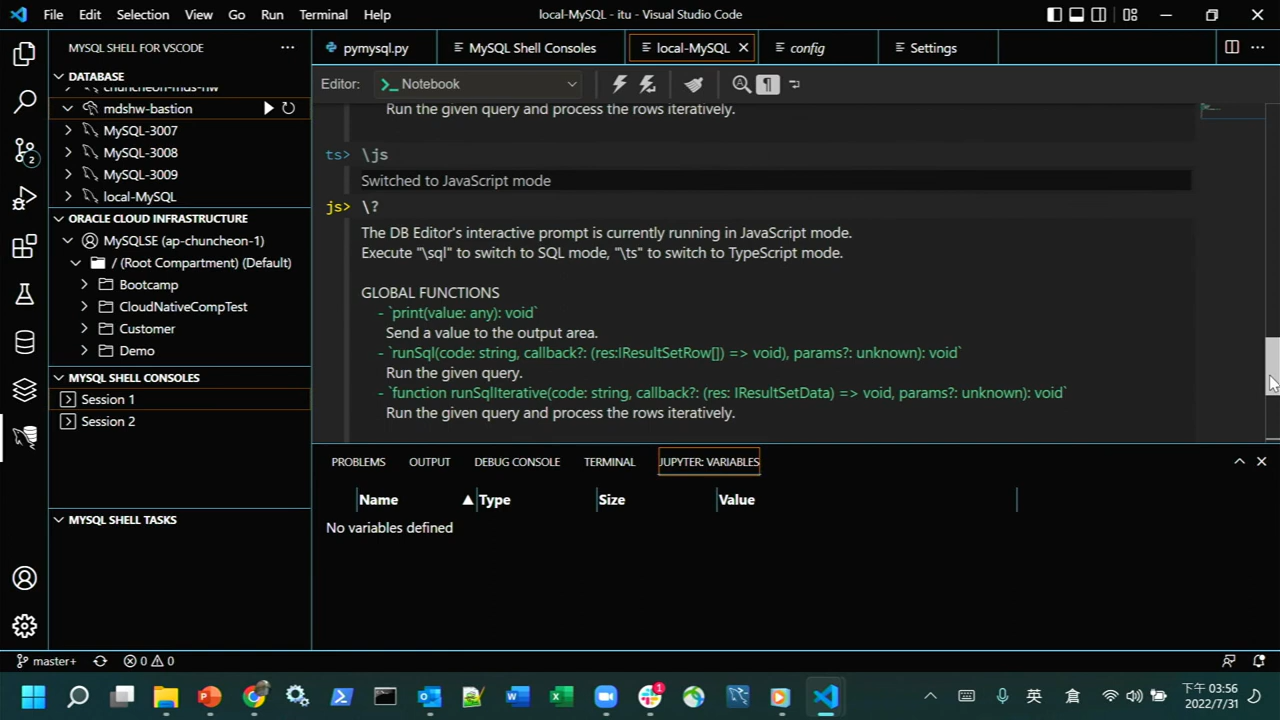 File Edit Selection View Go Run Terminal Help local-MySQL - itu - Visual Studio Code
MYSQL SHELL FOR VSCODE
DATABASE
chuncheon-mds-hw
mdshw-bastion
MySQL-3007
MySQL-3008
MySQL-3009
local-MySQL
ORACLE CLOUD INFRASTRUCTURE
MySQLSE (ap-chuncheon-1)
/ (Root Compartment) (Default)
Bootcamp
CloudNativeCompTest
Customer
Demo
MYSQL SHELL CONSOLES
Session 1
Session 2
MYSQL SHELL TASKS
2
pymysql.py MySQL Shell Consoles local-MySQL config Settings
Editor: Notebook
Run the given query and process the rows iteratively.
ts> \js
Switched to JavaScript mode
js> \?
The DB Editor's interactive prompt is currently running in JavaScript mode.
Execute "\sql" to switch to SQL mode, "\ts" to switch to TypeScript mode.
GLOBAL FUNCTIONS
- `print(value: any): void`
Send a value to the output area.
- `runSql(code: string, callback?: (res:IResultSetRow[]) => void), params?: unknown): void`
Run the given query.
- `function runSqlIterative(code: string, callback?: (res: IResultSetData) => void, params?: unknown): void`
Run the given query and process the rows iteratively.
PROBLEMS OUTPUT DEBUG CONSOLE TERMINAL JUPYTER: VARIABLES
Name Type Size Value
No variables defined
master+ 0 0
1 英 倉 下午 03:56
2022/7/31